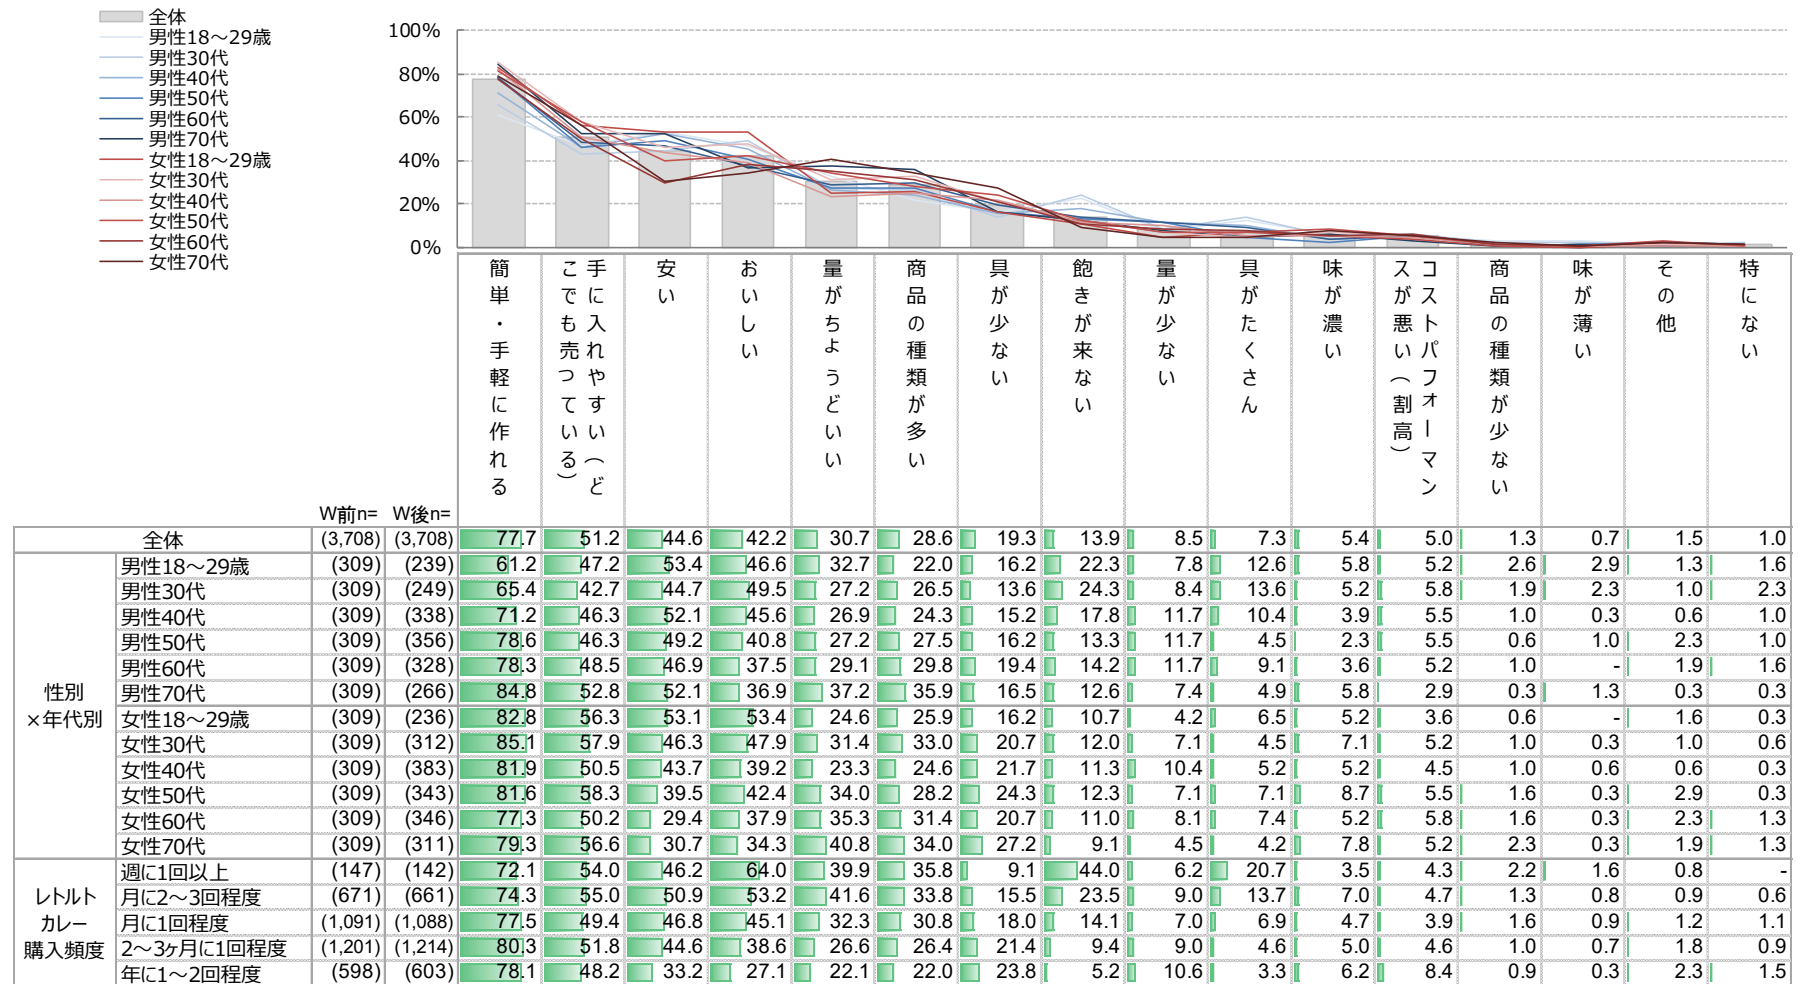 全体
男性18～29歳
男性30代
男性40代
男性50代
男性60代
男性70代
女性18～29歳
女性30代
女性40代
女性50代
女性60代
女性70代
100%
80%
60%
40%
20%
0%
簡単・手軽に作れる
手に入れやすい（ど
こでも売っている）
安い
おいしい
量がちょうどいい
商品の種類が多い
具が少ない
飽きが来ない
量が少ない
具がたくさん
味が濃い
コストパフォーマン
スが悪い（割高）
商品の種類が少ない
味が薄い
その他
特にない
W前n= W後n=
全体 (3,708) (3,708) 77.7 51.2 44.6 42.2 30.7 28.6 19.3 13.9 8.5 7.3 5.4 5.0 1.3 0.7 1.5 1.0
性別
×年代別
男性18～29歳 (309) (239) 61.2 47.2 53.4 46.6 32.7 22.0 16.2 22.3 7.8 12.6 5.8 5.2 2.6 2.9 1.3 1.6
男性30代 (309) (249) 65.4 42.7 44.7 49.5 27.2 26.5 13.6 24.3 8.4 13.6 5.2 5.8 1.9 2.3 1.0 2.3
男性40代 (309) (338) 71.2 46.3 52.1 45.6 26.9 24.3 15.2 17.8 11.7 10.4 3.9 5.5 1.0 0.3 0.6 1.0
男性50代 (309) (356) 78.6 46.3 49.2 40.8 27.2 27.5 16.2 13.3 11.7 4.5 2.3 5.5 0.6 1.0 2.3 1.0
男性60代 (309) (328) 78.3 48.5 46.9 37.5 29.1 29.8 19.4 14.2 11.7 9.1 3.6 5.2 1.0 - 1.9 1.6
男性70代 (309) (266) 84.8 52.8 52.1 36.9 37.2 35.9 16.5 12.6 7.4 4.9 5.8 2.9 0.3 1.3 0.3 0.3
女性18～29歳 (309) (236) 82.8 56.3 53.1 53.4 24.6 25.9 16.2 10.7 4.2 6.5 5.2 3.6 0.6 - 1.6 0.3
女性30代 (309) (312) 85.1 57.9 46.3 47.9 31.4 33.0 20.7 12.0 7.1 4.5 7.1 5.2 1.0 0.3 1.0 0.6
女性40代 (309) (383) 81.9 50.5 43.7 39.2 23.3 24.6 21.7 11.3 10.4 5.2 5.2 4.5 1.0 0.6 0.6 0.3
女性50代 (309) (343) 81.6 58.3 39.5 42.4 34.0 28.2 24.3 12.3 7.1 7.1 8.7 5.5 1.6 0.3 2.9 0.3
女性60代 (309) (346) 77.3 50.2 29.4 37.9 35.3 31.4 20.7 11.0 8.1 7.4 5.2 5.8 1.6 0.3 2.3 1.3
女性70代 (309) (311) 79.3 56.6 30.7 34.3 40.8 34.0 27.2 9.1 4.5 4.2 7.8 5.2 2.3 0.3 1.9 1.3
レトルト
カレー
購入頻度
週に1回以上 (147) (142) 72.1 54.0 46.2 64.0 39.9 35.8 9.1 44.0 6.2 20.7 3.5 4.3 2.2 1.6 0.8 -
月に2～3回程度 (671) (661) 74.3 55.0 50.9 53.2 41.6 33.8 15.5 23.5 9.0 13.7 7.0 4.7 1.3 0.8 0.9 0.6
月に1回程度 (1,091) (1,088) 77.5 49.4 46.8 45.1 32.3 30.8 18.0 14.1 7.0 6.9 4.7 3.9 1.6 0.9 1.2 1.1
2～3ヶ月に1回程度 (1,201) (1,214) 80.3 51.8 44.6 38.6 26.6 26.4 21.4 9.4 9.0 4.6 5.0 4.6 1.0 0.7 1.8 0.9
年に1～2回程度 (598) (603) 78.1 48.2 33.2 27.1 22.1 22.0 23.8 5.2 10.6 3.3 6.2 8.4 0.9 0.3 2.3 1.5